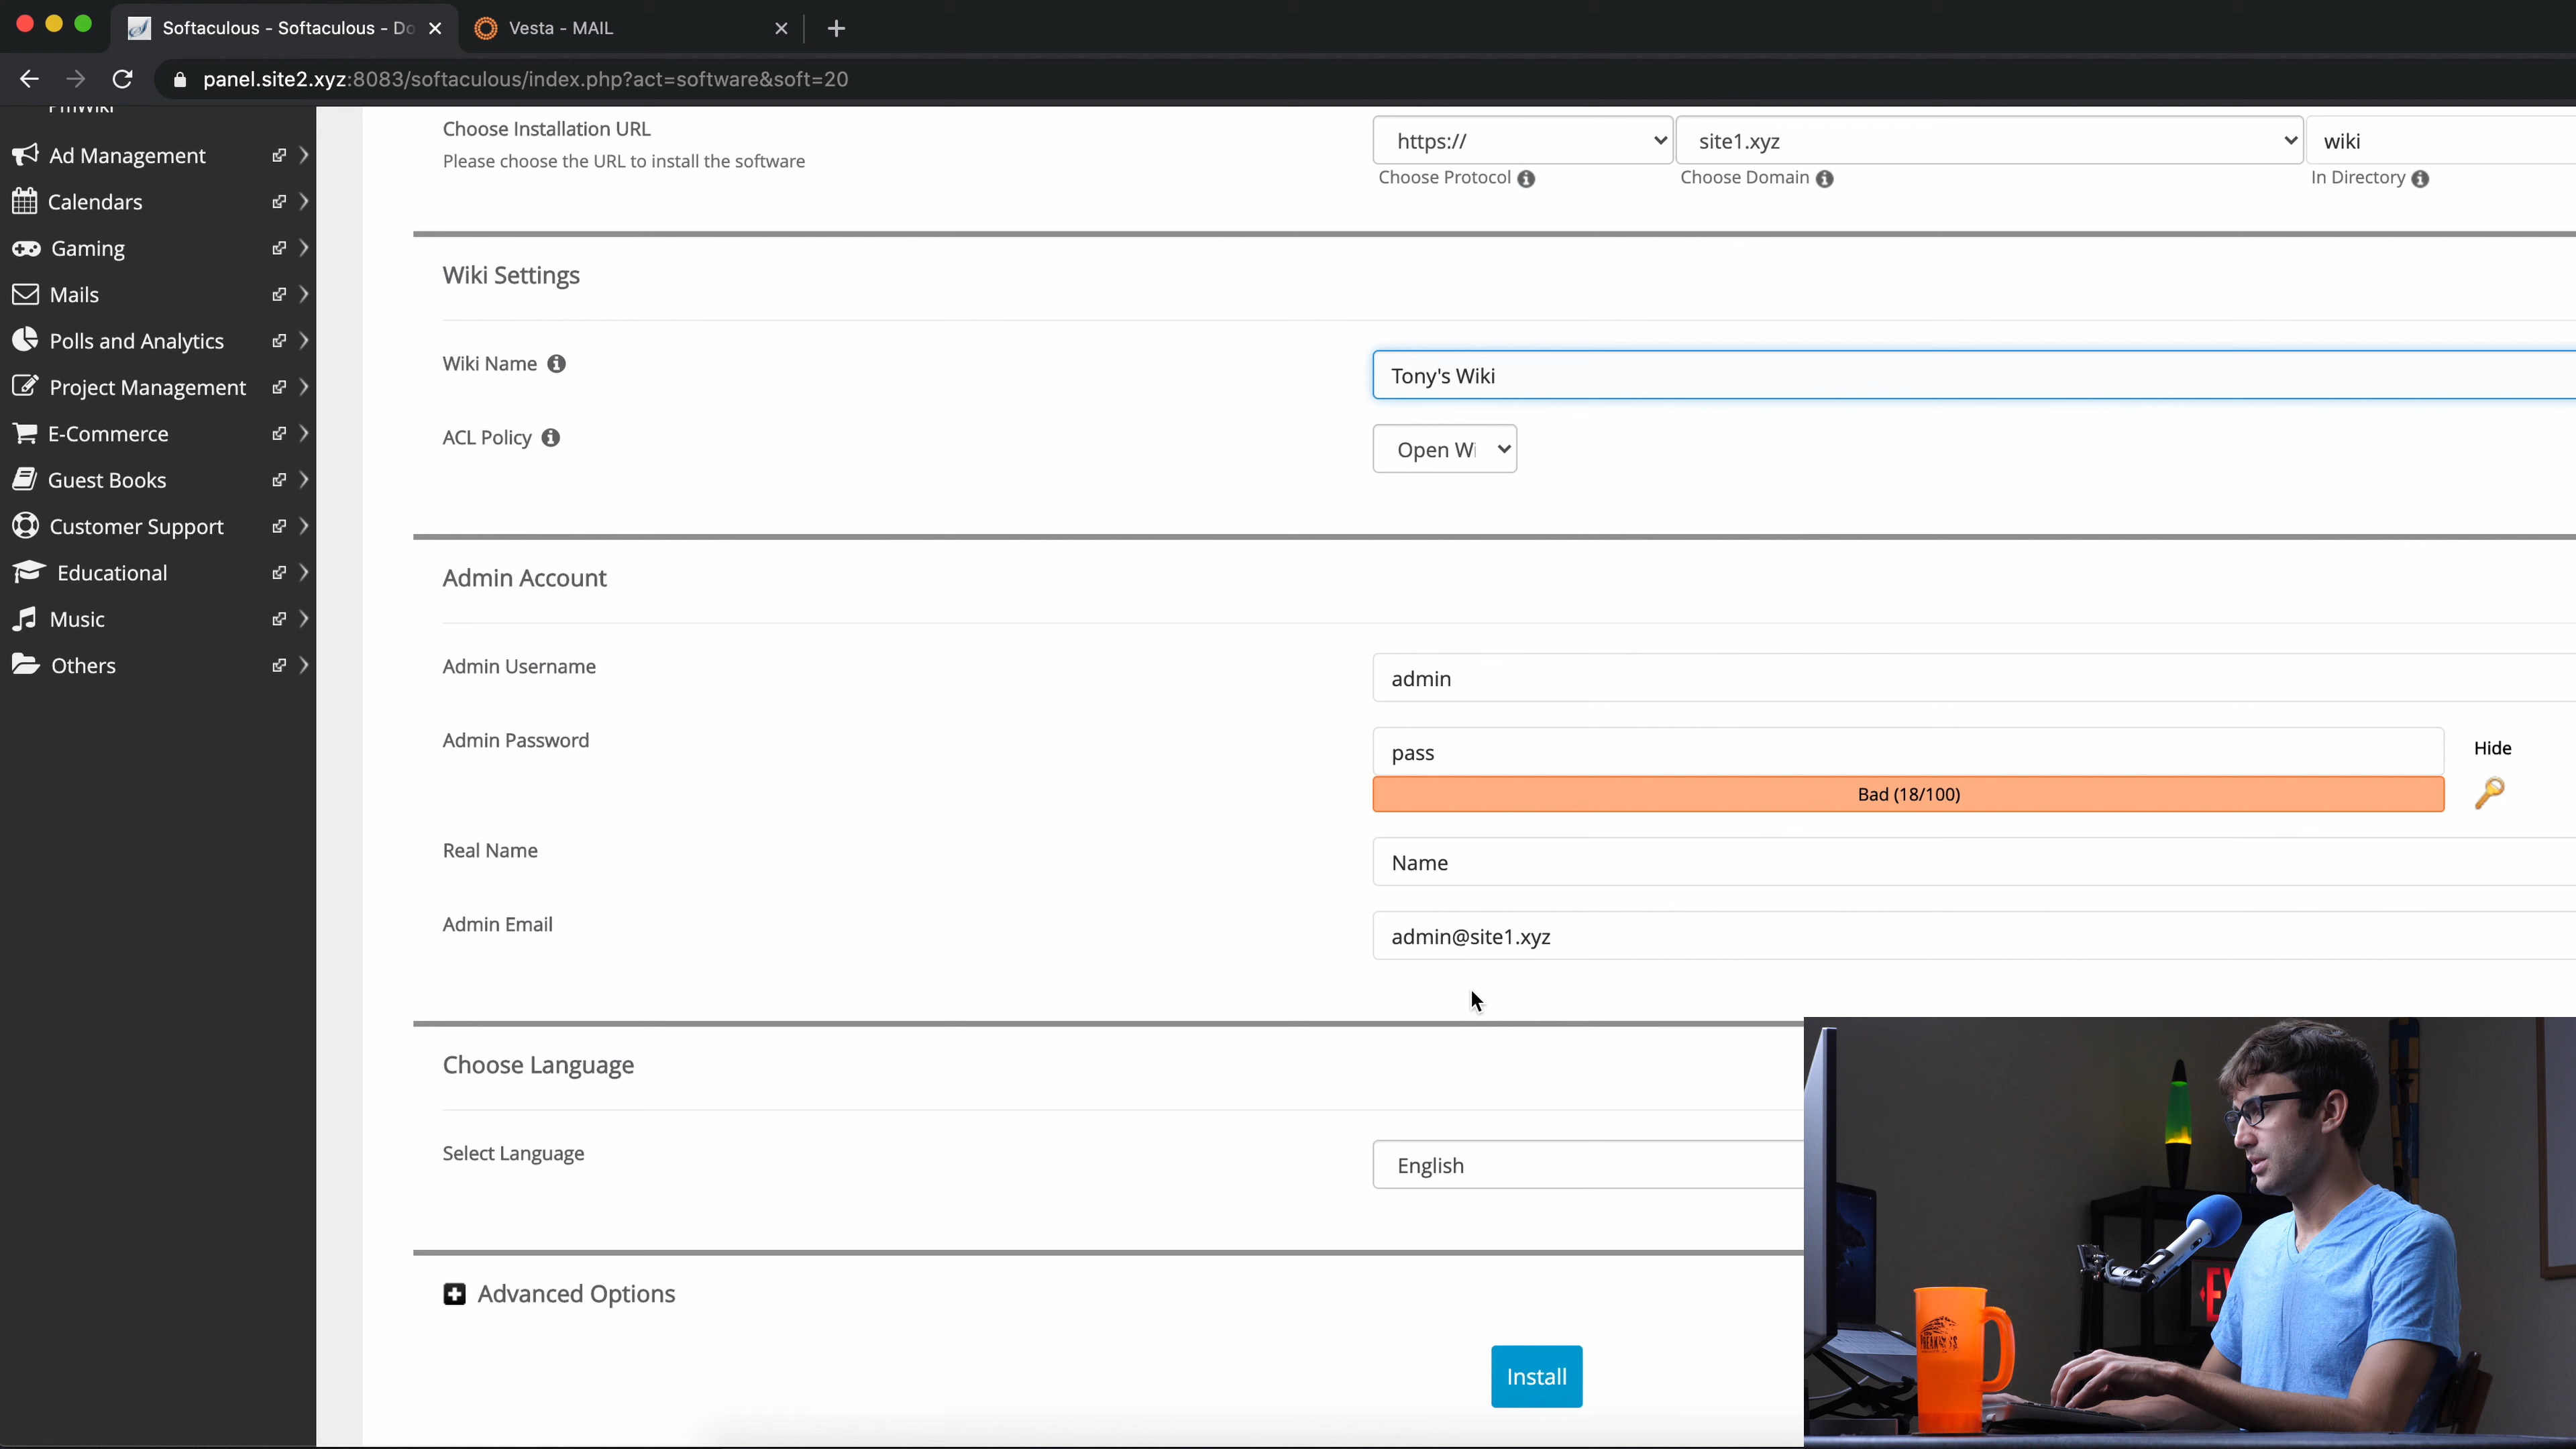 Softaculous - Softaculous - Do
Vesta - MAIL
panel.site2.xyz:8083/softaculous/index.php?act=software&soft=20
PmWiki
Ad Management
Calendars
Gaming
Mails
Polls and Analytics
Project Management
E-Commerce
Guest Books
Customer Support
Educational
Music
Others
Choose Installation URL
Please choose the URL to install the software
https://
site1.xyz
wiki
Choose Protocol
Choose Domain
In Directory
Wiki Settings
Wiki Name
Tony's Wiki
ACL Policy
Open Wi
Admin Account
Admin Username
admin
Admin Password
pass
Hide
Bad (18/100)
Real Name
Name
Admin Email
admin@site1.xyz
Choose Language
Select Language
English
Advanced Options
Install